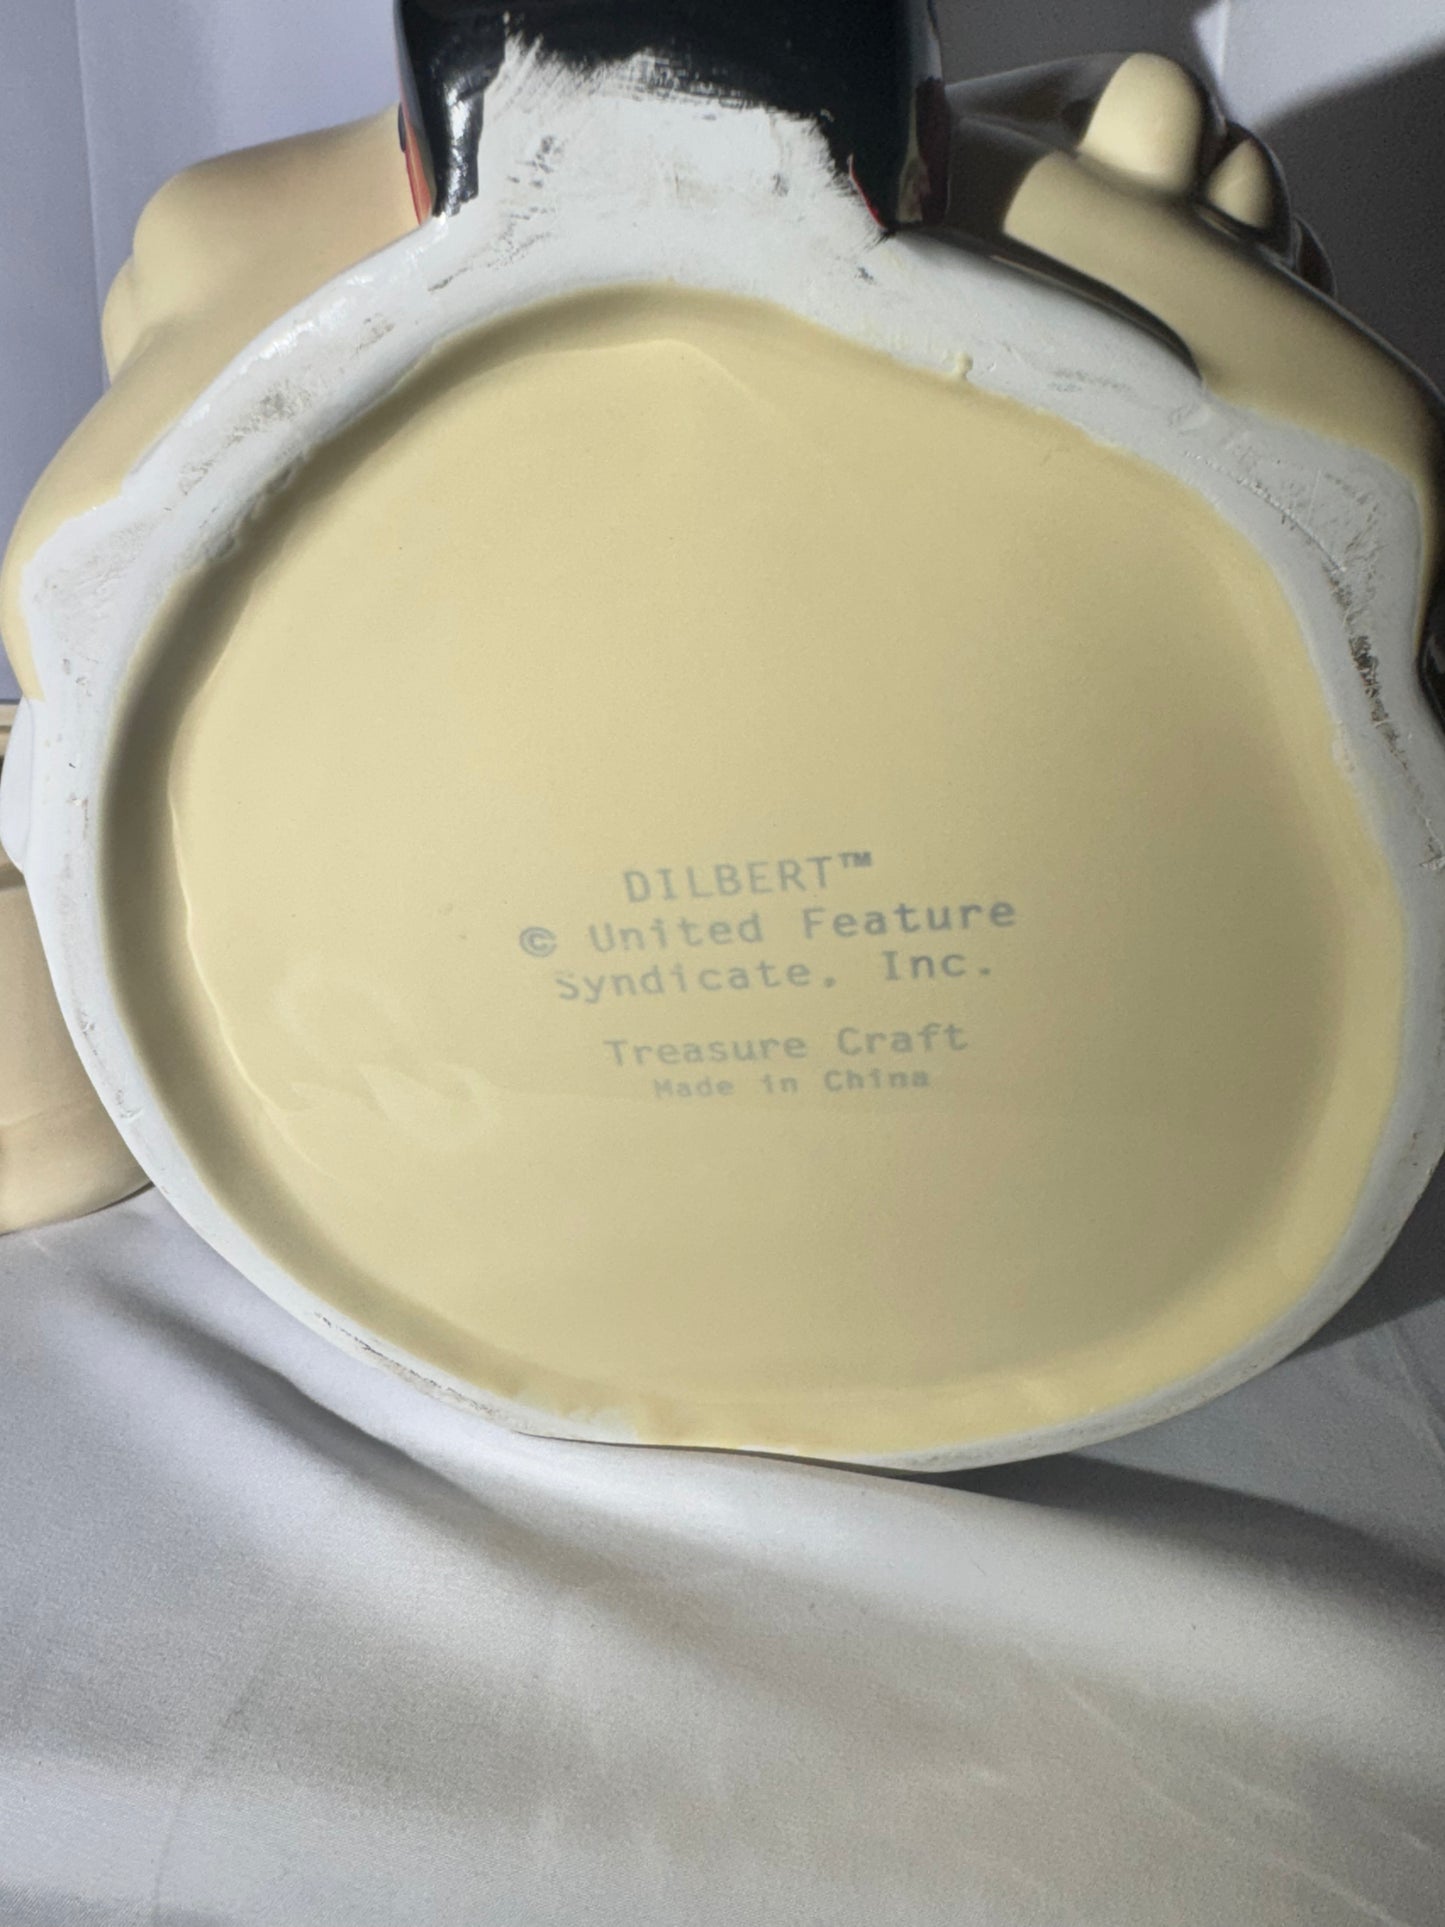 DILBERT™
© United Feature
Syndicate, Inc.
Treasure Craft
Made in China